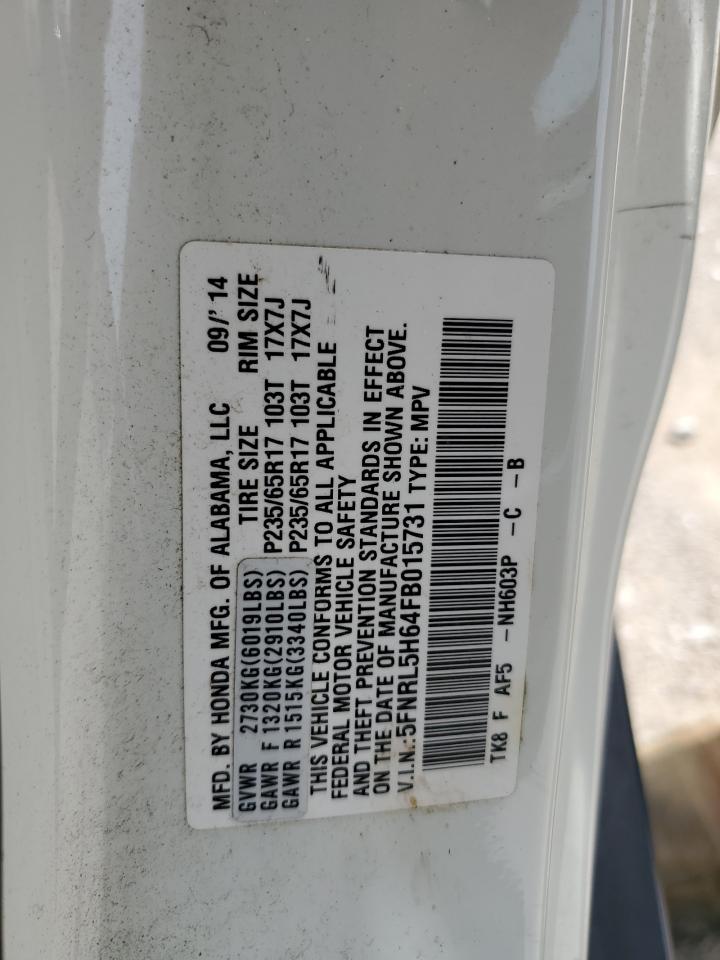 MFD. BY HONDA MFG. OF ALABAMA, LLC 09/'14
GVWR 2730KG(6019LBS) TIRE SIZE RIM SIZE
GAWR F 1320KG(2910LBS) P235/65R17 103T 17X7J
GAWR R 1515KG(3340LBS) P235/65R17 103T 17X7J
THIS VEHICLE CONFORMS TO ALL APPLICABLE
FEDERAL MOTOR VEHICLE SAFETY
AND THEFT PREVENTION STANDARDS IN EFFECT
ON THE DATE OF MANUFACTURE SHOWN ABOVE.
V.I.N.:5FNRL5H64FB015731 TYPE: MPV
TK8 F AF5 -NH603P -C -B